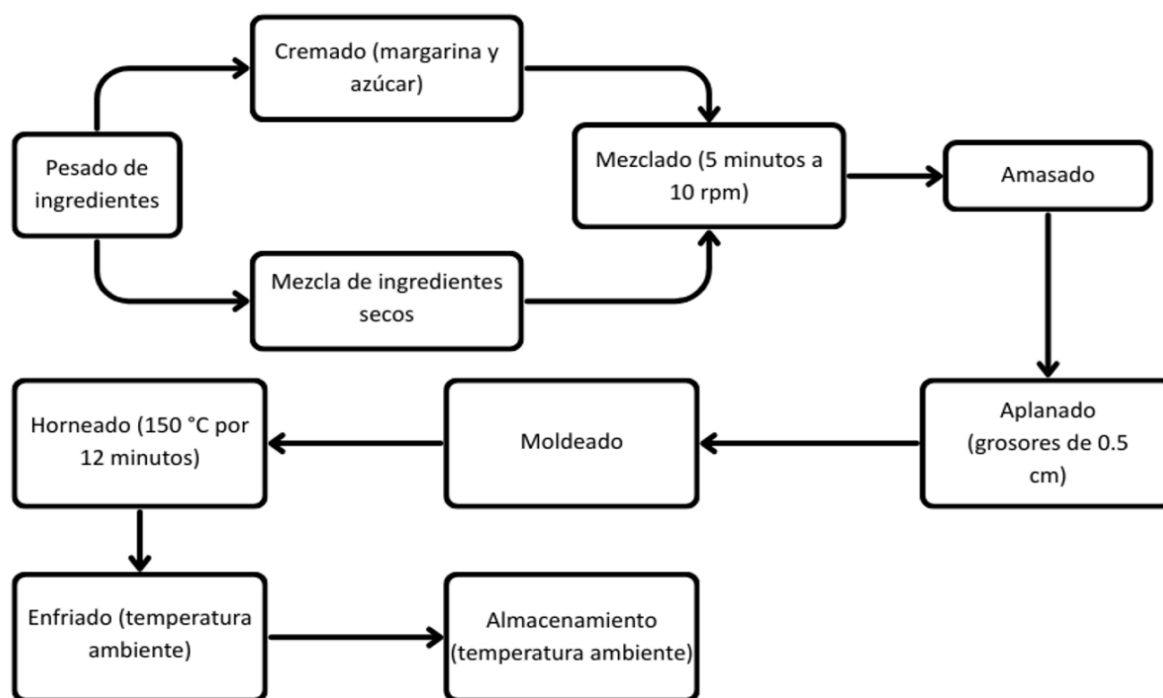 Cremado (margarina y
azúcar)
Pesado de
ingredientes
Mezcla de ingredientes
secos
Mezclado (5 minutos a
10 rpm)
Amasado
Aplanado
(grosores de 0.5
cm)
Moldeado
Horneado (150 °C por
12 minutos)
Enfriado (temperatura
ambiente)
Almacenamiento
(temperatura ambiente)